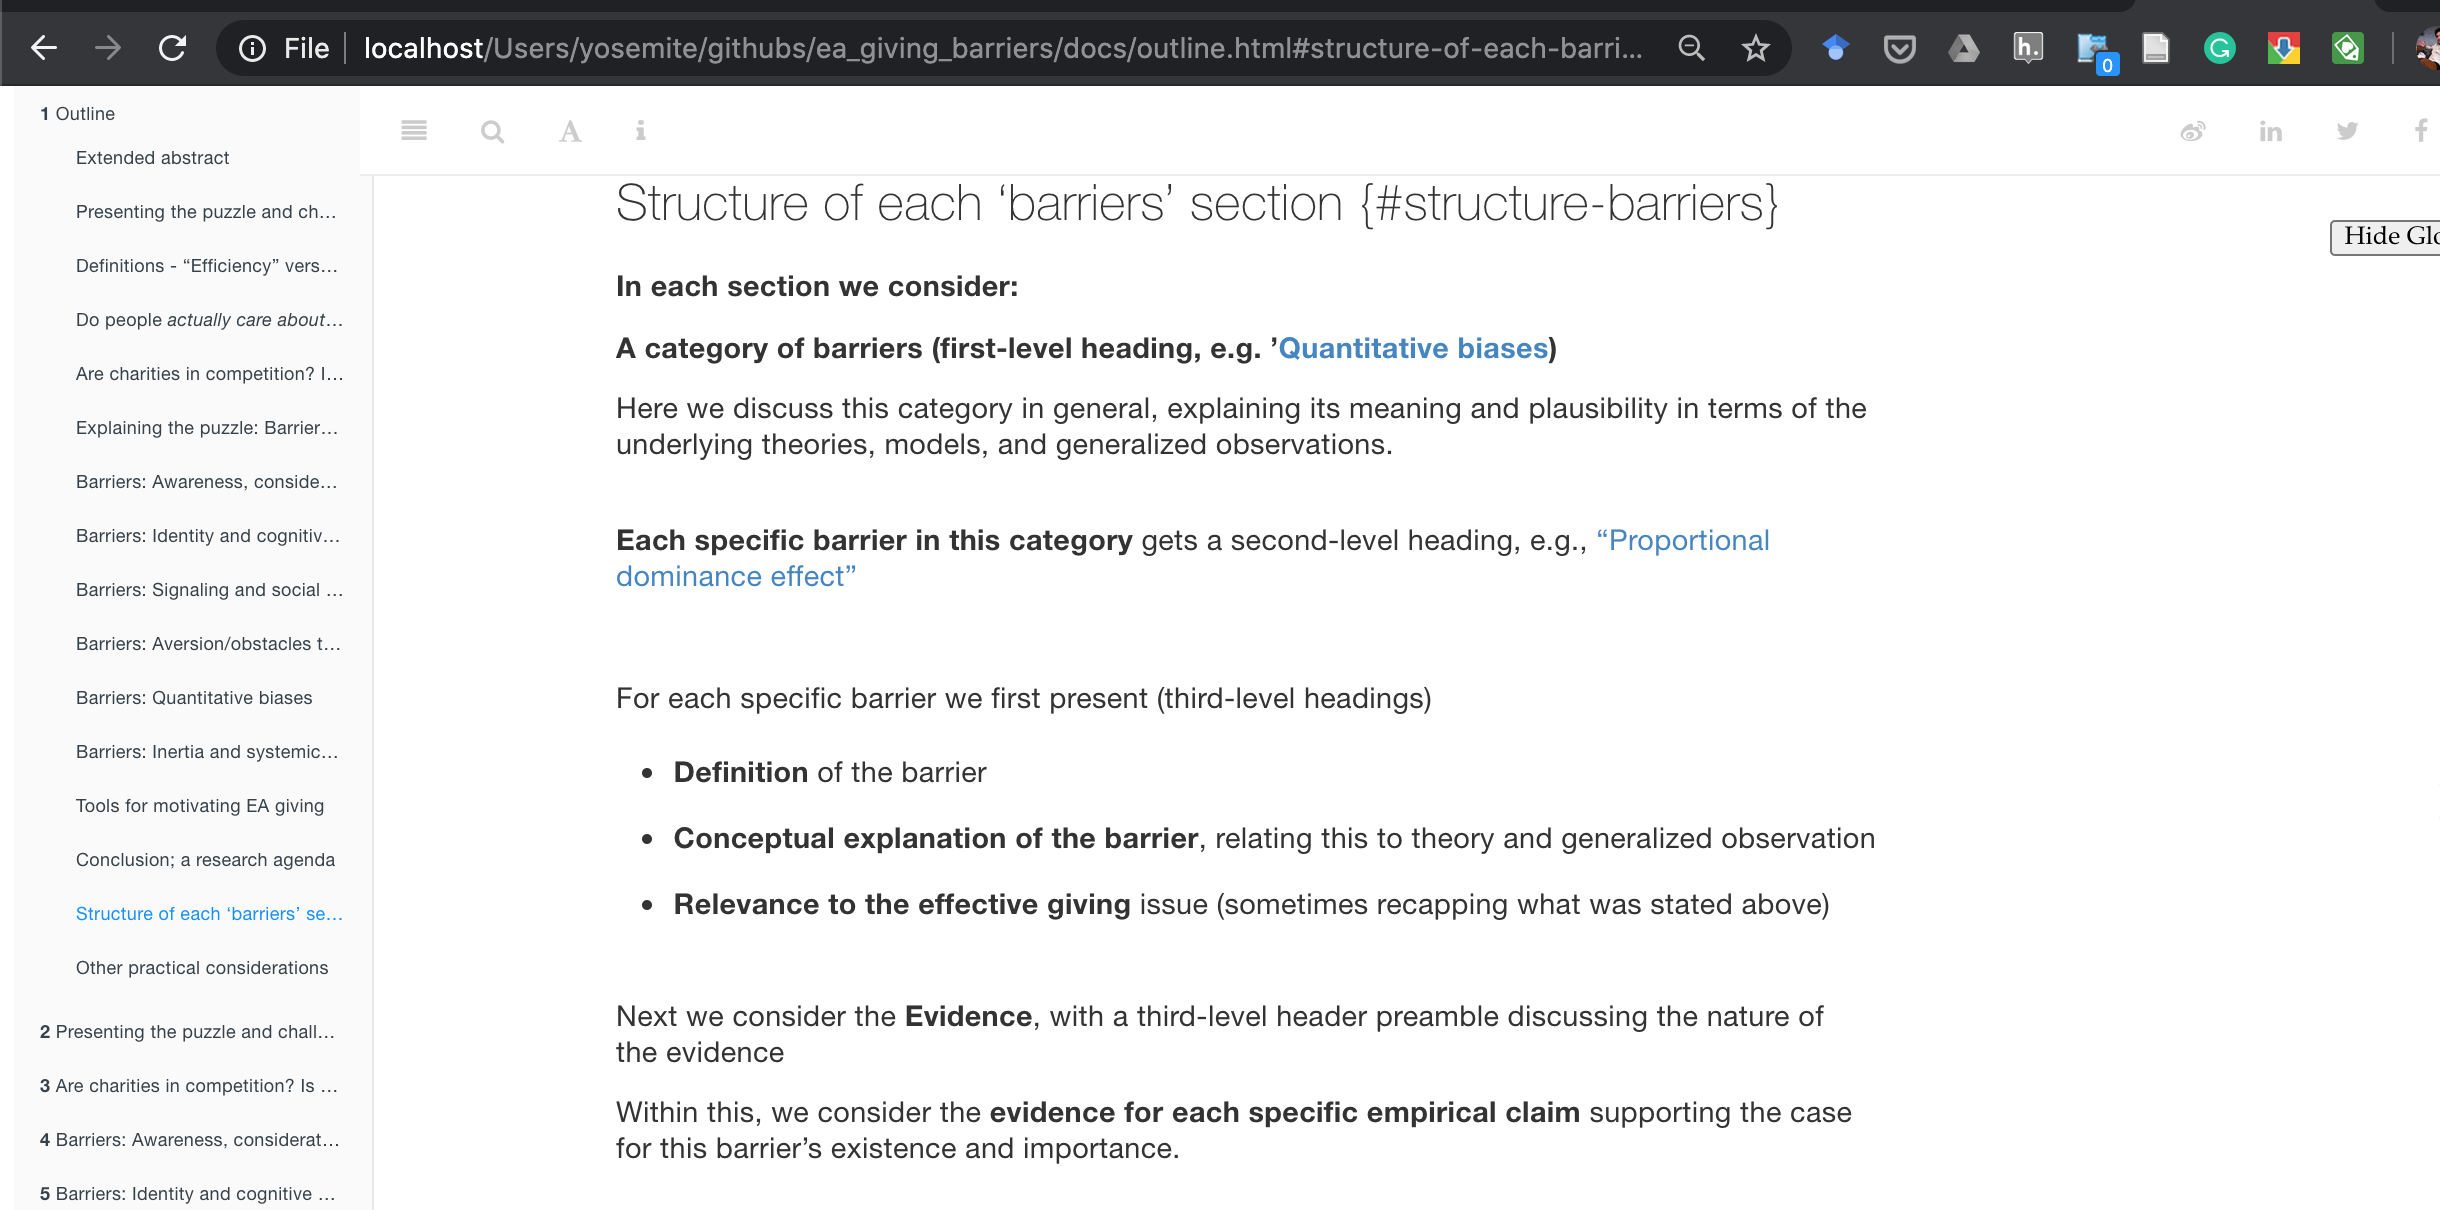 File
localhost/Users/yosemite/githubs/ea_giving_barriers/docs/outline.html#structure-of-each-barri...
h.
0
G
1 Outline
Extended abstract
Presenting the puzzle and ch...
Definitions - “Efficiency” vers...
Do people actually care about...
Are charities in competition? I...
Explaining the puzzle: Barrier...
Barriers: Awareness, conside...
Barriers: Identity and cognitiv...
Barriers: Signaling and social ...
Barriers: Aversion/obstacles t...
Barriers: Quantitative biases
Barriers: Inertia and systemic...
Tools for motivating EA giving
Conclusion; a research agenda
Structure of each ‘barriers’ se...
Other practical considerations
2 Presenting the puzzle and chall...
3 Are charities in competition? Is ...
4 Barriers: Awareness, considerat...
5 Barriers: Identity and cognitive ...
A
i
in
f
Hide Glo
Structure of each ‘barriers’ section {#structure-barriers}
In each section we consider:
A category of barriers (first-level heading, e.g. ’Quantitative biases)
Here we discuss this category in general, explaining its meaning and plausibility in terms of the
underlying theories, models, and generalized observations.
Each specific barrier in this category gets a second-level heading, e.g., “Proportional
dominance effect”
For each specific barrier we first present (third-level headings)
• Definition of the barrier
• Conceptual explanation of the barrier, relating this to theory and generalized observation
• Relevance to the effective giving issue (sometimes recapping what was stated above)
Next we consider the Evidence, with a third-level header preamble discussing the nature of
the evidence
Within this, we consider the evidence for each specific empirical claim supporting the case
for this barrier’s existence and importance.